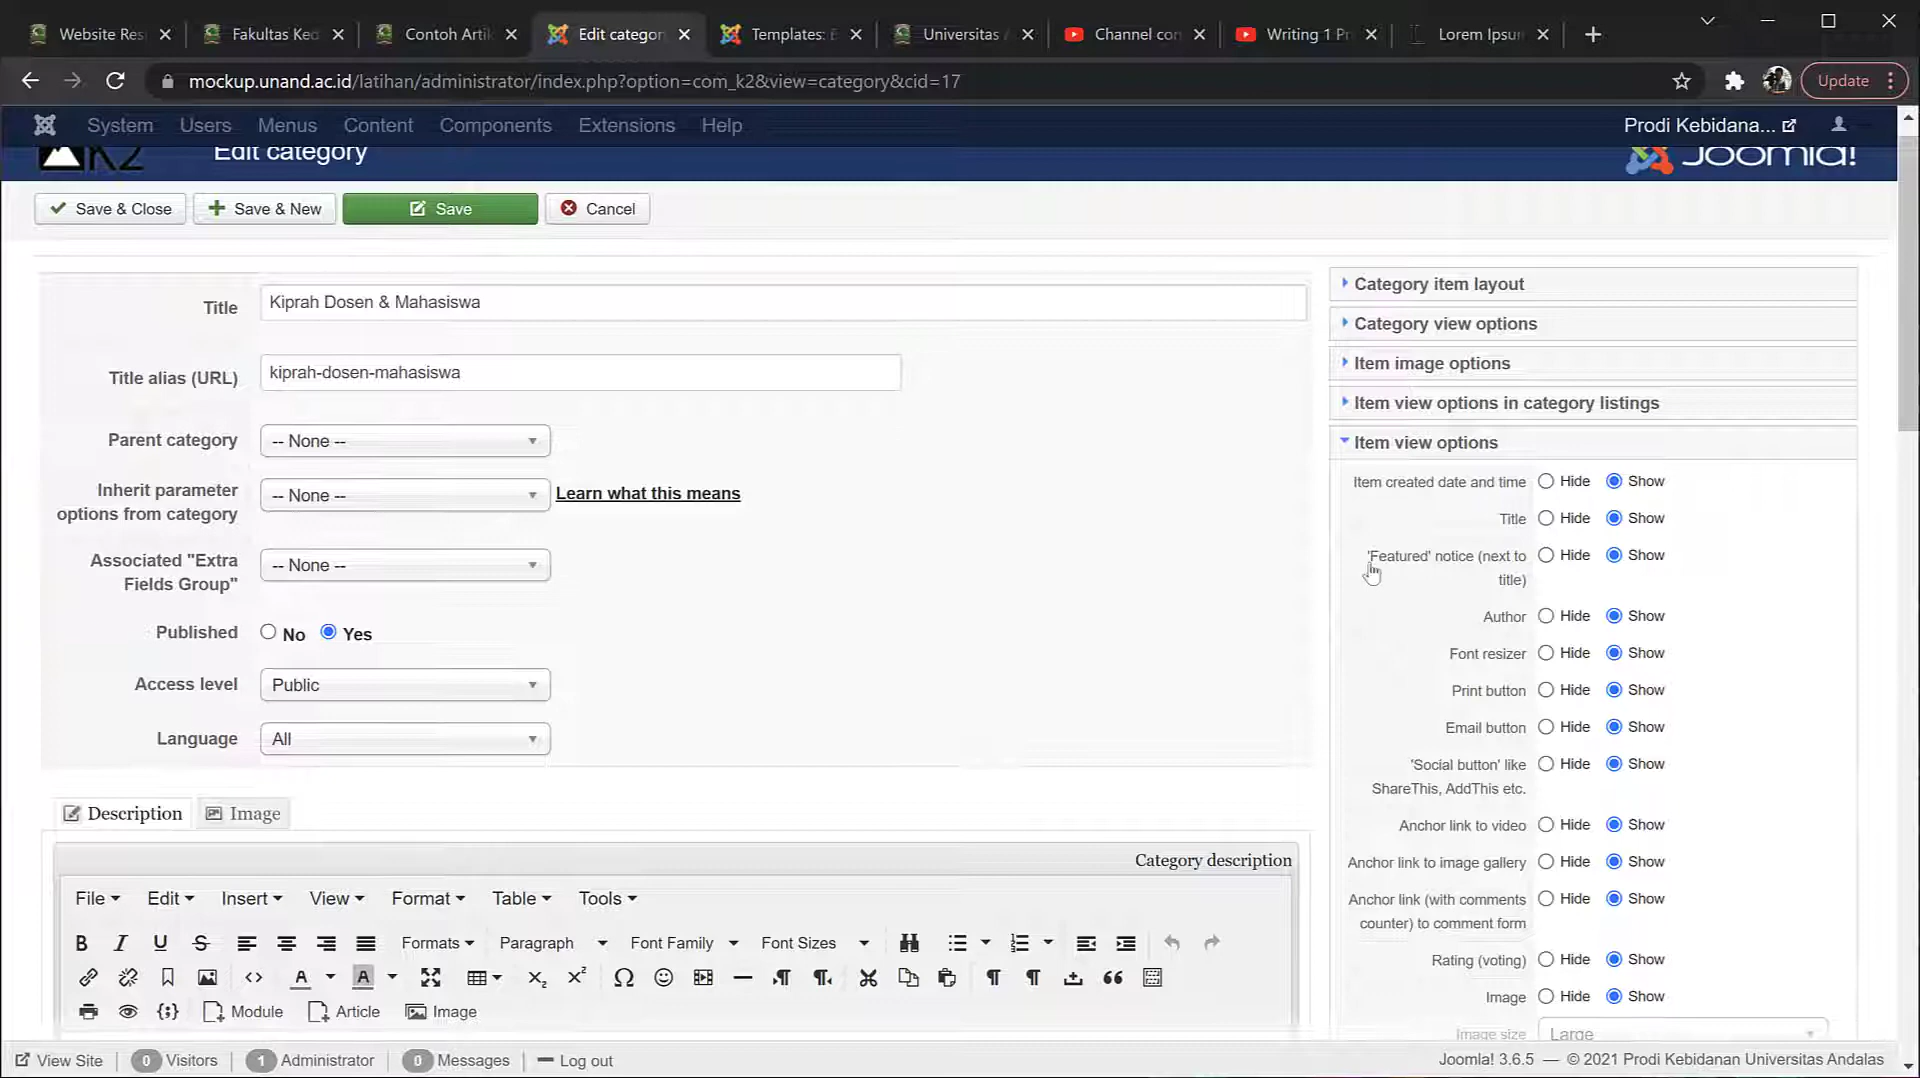 Website Res
Fakultas Ked
Contoh Arti
Edit categor
Templates: E
Universitas A
Channel con
Writing 1 Pr
Lorem Ipsu
mockup.unand.ac.id/latihan/administrator/index.php?option=com_k2&view=category&cid=17
Update
System Users Menus Content Components Extensions Help
Prodi Kebidana...
K2
Edit category
Joomla!
Save & Close
Save & New
Save
Cancel
Title
Kiprah Dosen & Mahasiswa
Title alias (URL)
kiprah-dosen-mahasiswa
Parent category
-- None --
Inherit parameter
options from category
-- None --
Learn what this means
Associated "Extra
Fields Group"
-- None --
Published
No
Yes
Access level
Public
Language
All
Category item layout
Category view options
Item image options
Item view options in category listings
Item view options
Item created date and time Hide Show
Title Hide Show
'Featured' notice (next to
title)
Hide Show
Author Hide Show
Font resizer Hide Show
Print button Hide Show
Email button Hide Show
'Social button' like
ShareThis, AddThis etc.
Hide Show
Anchor link to video Hide Show
Anchor link to image gallery Hide Show
Anchor link (with comments
counter) to comment form
Hide Show
Rating (voting) Hide Show
Image Hide Show
Image size Large
Description
Image
Category description
File Edit Insert View Format Table Tools
Formats Paragraph Font Family Font Sizes
Module Article Image
View Site
0 Visitors
1 Administrator
0 Messages
Log out
Joomla! 3.6.5 — © 2021 Prodi Kebidanan Universitas Andalas